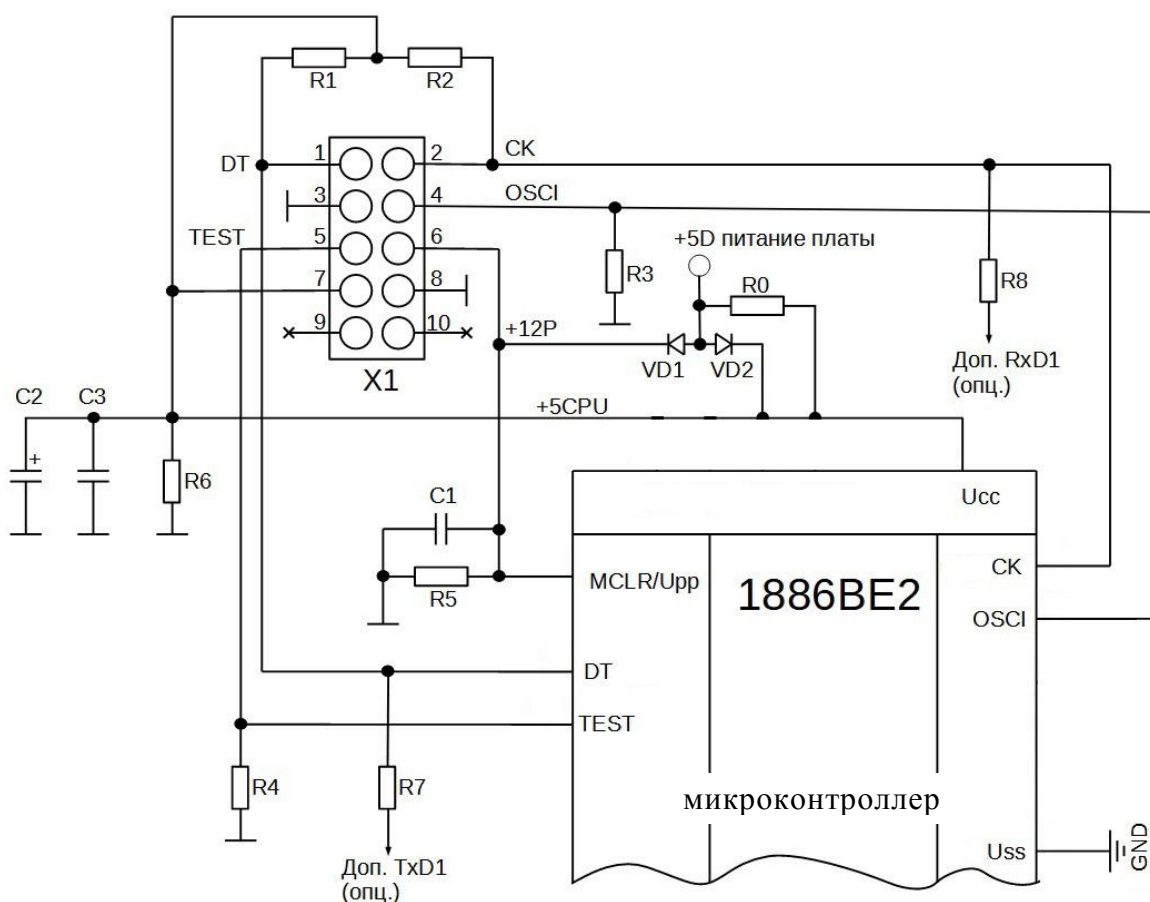 R1
R2
DT
1
2
CK
3
4
OSCI
TEST
5
6
+5D питание платы
R3
7
8
R0
R8
9
10
+12P
VD1
VD2
Доп. RxD1
(опц.)
X1
C2
C3
+5CPU
+
R6
Ucc
C1
R5
MCLR/Upp
1886BE2
CK
OSCI
DT
TEST
R4
R7
микроконтроллер
Uss
GND
Доп. TxD1
(опц.)